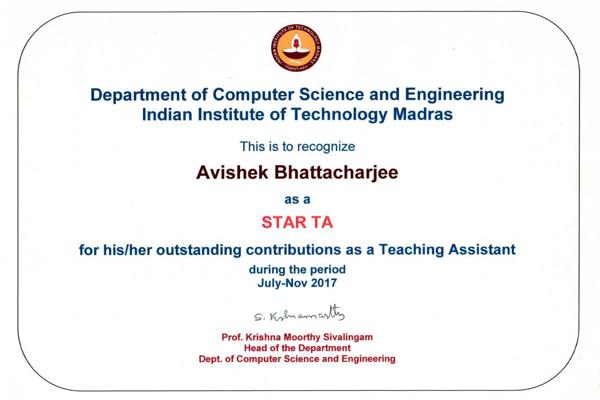 INDIAN INSTITUTE OF TECHNOLOGY MADRAS
Department of Computer Science and Engineering
Indian Institute of Technology Madras
This is to recognize
Avishek Bhattacharjee
as a
STAR TA
for his/her outstanding contributions as a Teaching Assistant
during the period
July-Nov 2017
Prof. Krishna Moorthy Sivalingam
Head of the Department
Dept. of Computer Science and Engineering